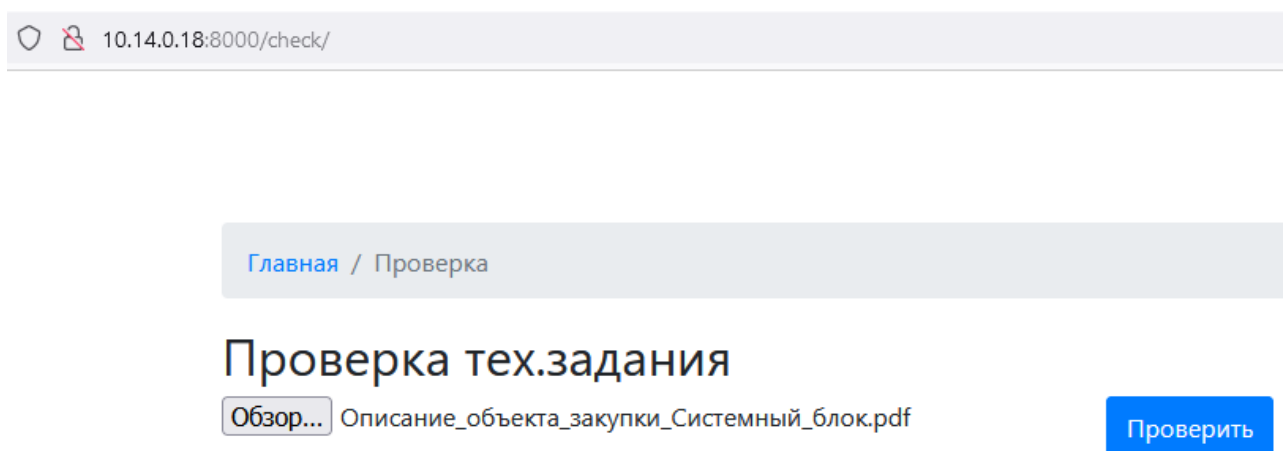 10.14.0.18:8000/check/
Главная / Проверка
Проверка тех.задания
Обзор... Описание_объекта_закупки_Системный_блок.pdf Проверить